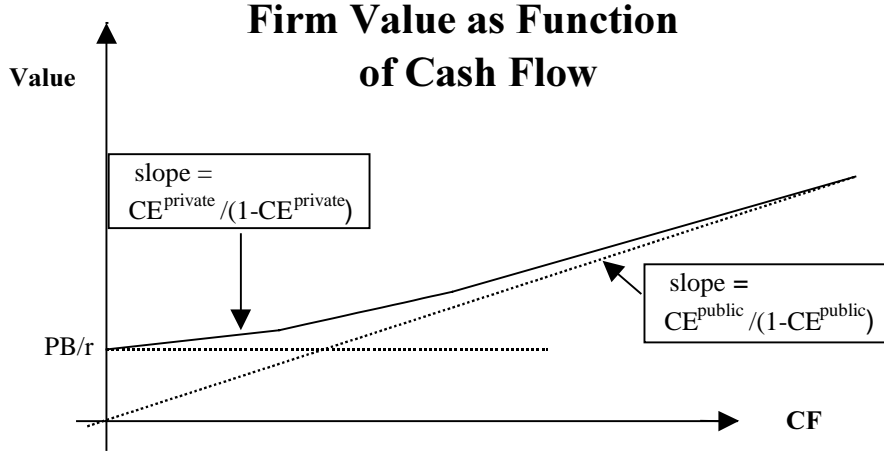 Firm Value as Function
of Cash Flow
Value
slope =
CE^private /(1-CE^private)
slope =
CE^public /(1-CE^public)
PB/r
CF